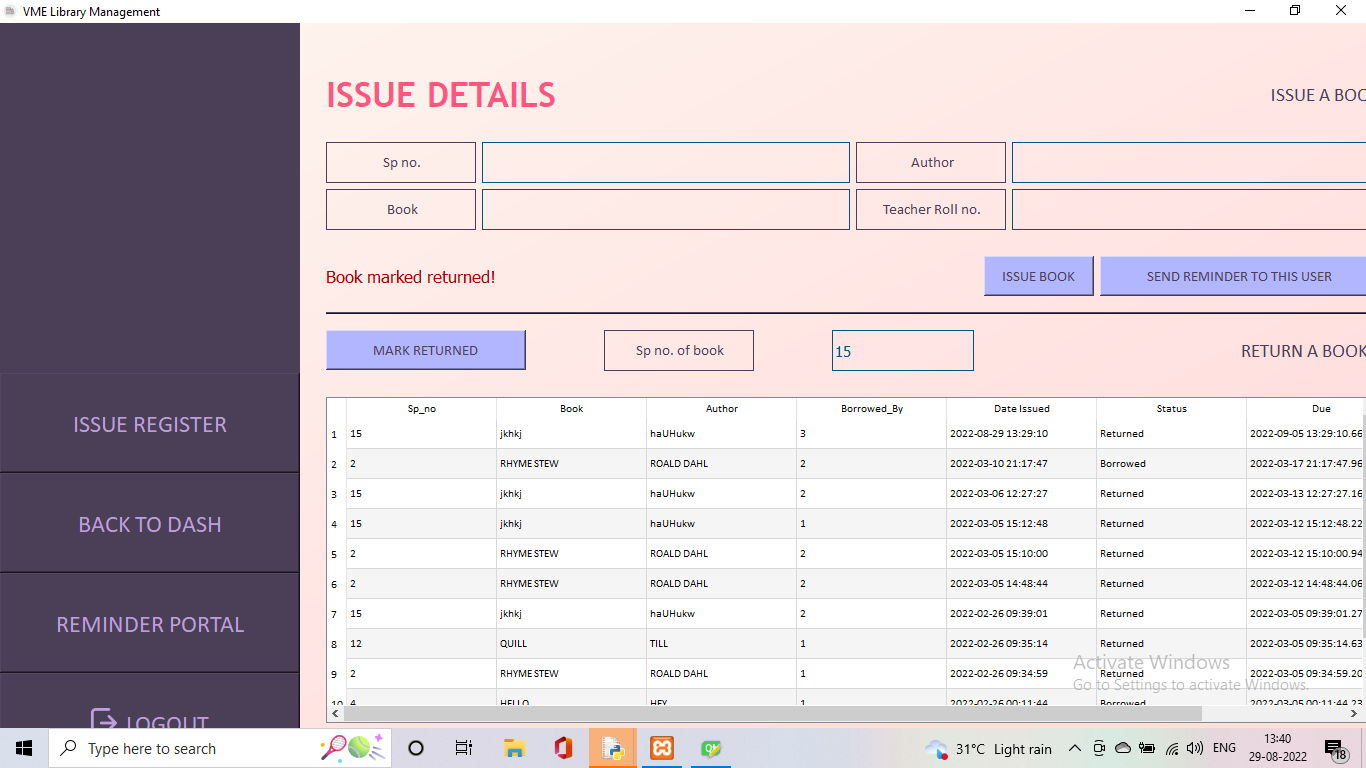 VME Library Management
ISSUE DETAILS
ISSUE A BOO
Sp no.
Author
Book
Teacher Roll no.
Book marked returned!
ISSUE BOOK
SEND REMINDER TO THIS USER
MARK RETURNED
Sp no. of book
15
RETURN A BOOK
ISSUE REGISTER
BACK TO DASH
REMINDER PORTAL
LOGOUT
Sp_no Book Author Borrowed_By Date Issued Status Due
1 15 jkhkj haUHukw 3 2022-08-29 13:29:10 Returned 2022-09-05 13:29:10.66
2 2 RHYME STEW ROALD DAHL 2 2022-03-10 21:17:47 Borrowed 2022-03-17 21:17:47.96
3 15 jkhkj haUHukw 2 2022-03-06 12:27:27 Returned 2022-03-13 12:27:27.16
4 15 jkhkj haUHukw 1 2022-03-05 15:12:48 Returned 2022-03-12 15:12:48.22
5 2 RHYME STEW ROALD DAHL 2 2022-03-05 15:10:00 Returned 2022-03-12 15:10:00.94
6 2 RHYME STEW ROALD DAHL 2 2022-03-05 14:48:44 Returned 2022-03-12 14:48:44.06
7 15 jkhkj haUHukw 2 2022-02-26 09:39:01 Returned 2022-03-05 09:39:01.27
8 12 QUILL TILL 1 2022-02-26 09:35:14 Returned 2022-03-05 09:35:14.63
9 2 RHYME STEW ROALD DAHL 1 2022-02-26 09:34:59 Returned 2022-03-05 09:34:59.20
10 4 HELLO HEY 1 2022-02-26 00:11:44 Borrowed 2022-03-05 00:11:44.23
Activate Windows
Go to Settings to activate Windows.
Type here to search
31°C Light rain
ENG
13:40
29-08-2022
18